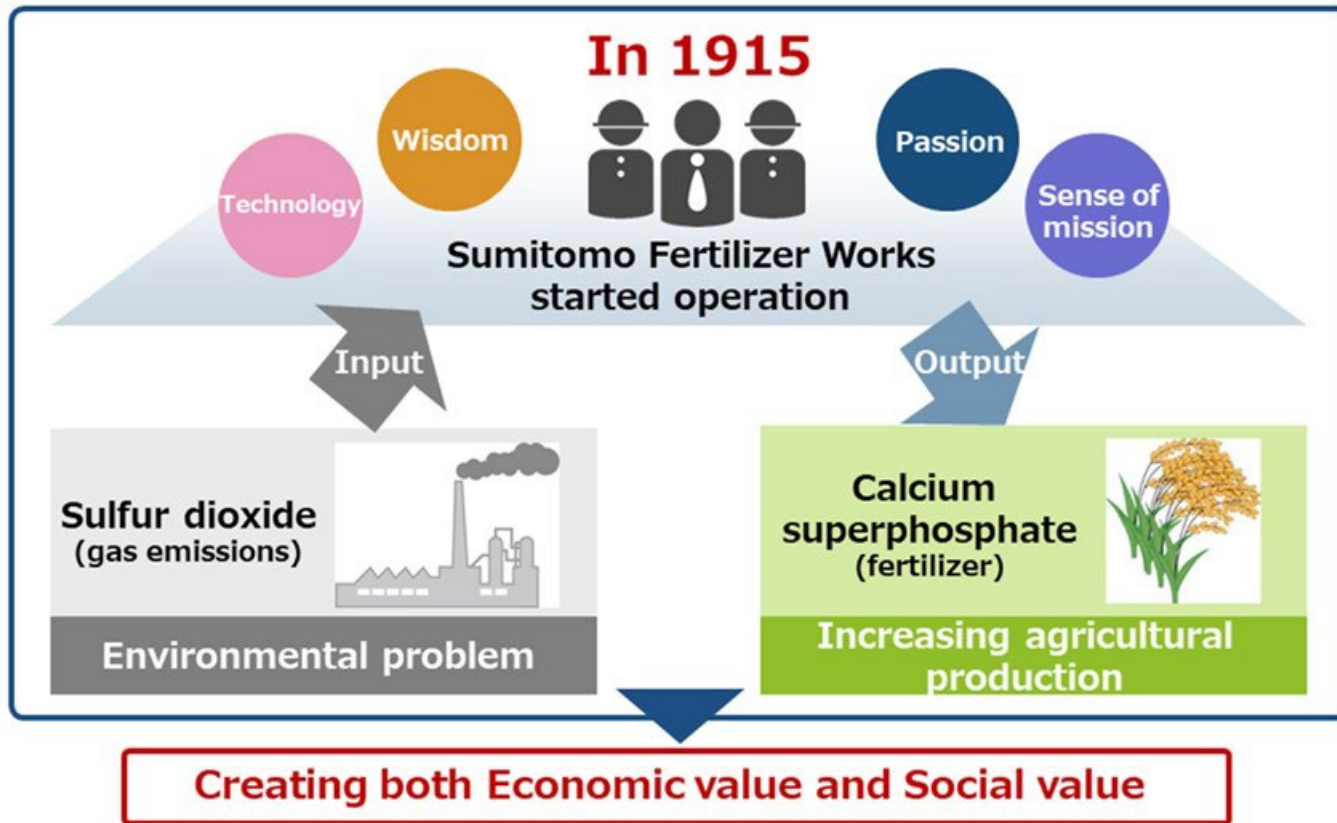 In 1915
Technology
Wisdom
Passion
Sense of
mission
Sumitomo Fertilizer Works
started operation
Input
Output
Sulfur dioxide
(gas emissions)
Environmental problem
Calcium
superphosphate
(fertilizer)
Increasing agricultural
production
Creating both Economic value and Social value